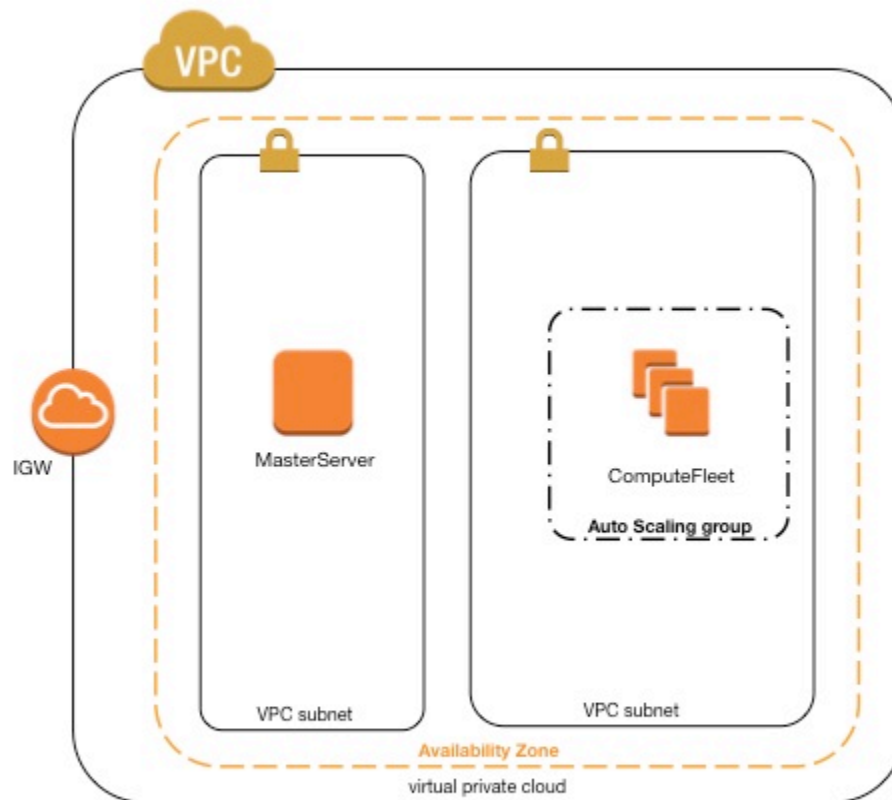 VPC
IGW
MasterServer
ComputeFleet
Auto Scaling group
VPC subnet
VPC subnet
Availability Zone
virtual private cloud